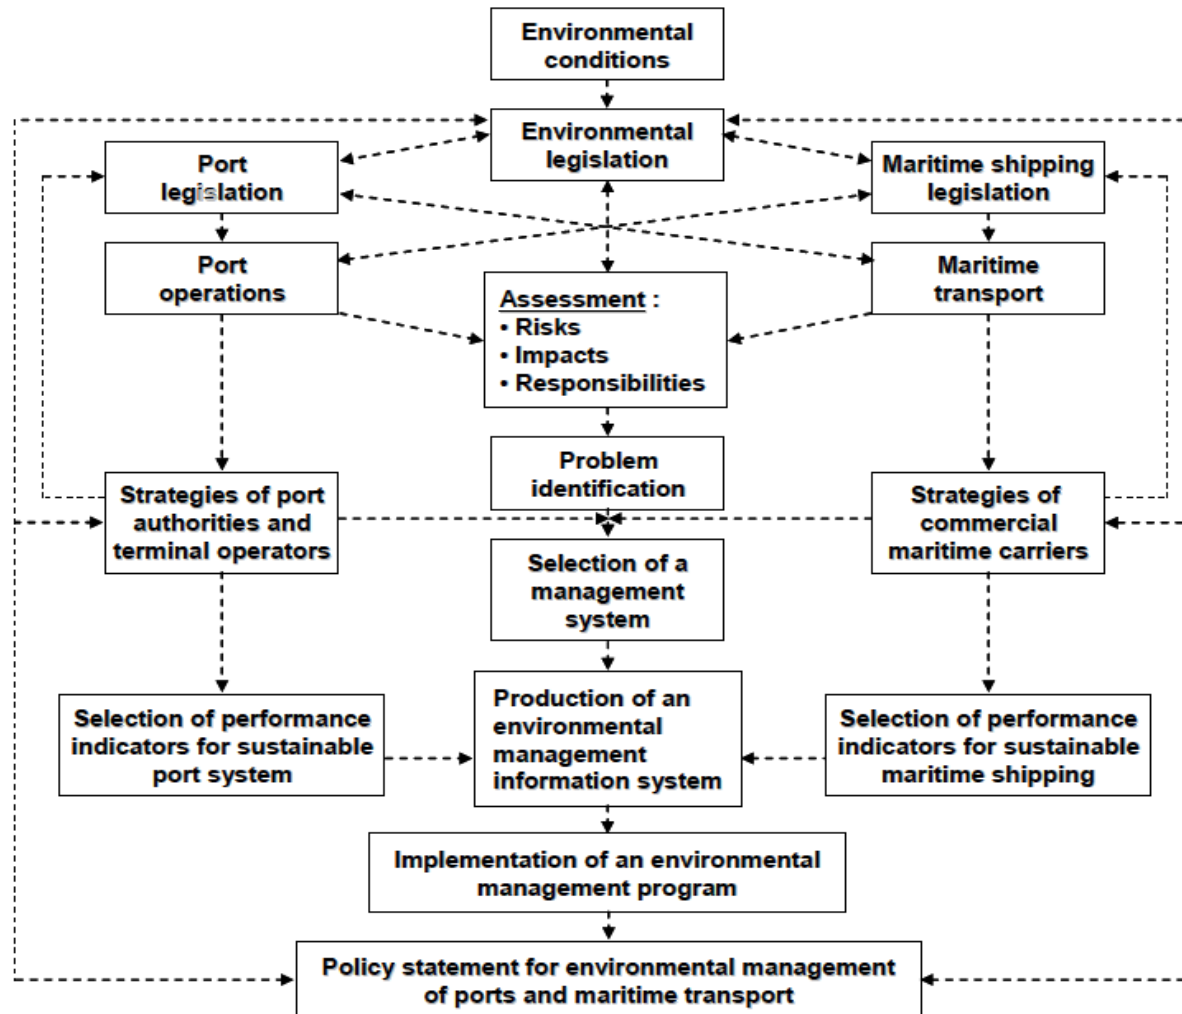 Environmental
conditions
Environmental
legislation
Port
legislation
Maritime shipping
legislation
Port
operations
Maritime
transport
Assessment :
• Risks
• Impacts
• Responsibilities
Problem
identification
Strategies of port
authorities and
terminal operators
Strategies of
commercial
maritime carriers
Selection of a
management
system
Selection of performance
indicators for sustainable
port system
Production of an
environmental
management
information system
Selection of performance
indicators for sustainable
maritime shipping
Implementation of an environmental
management program
Policy statement for environmental management
of ports and maritime transport